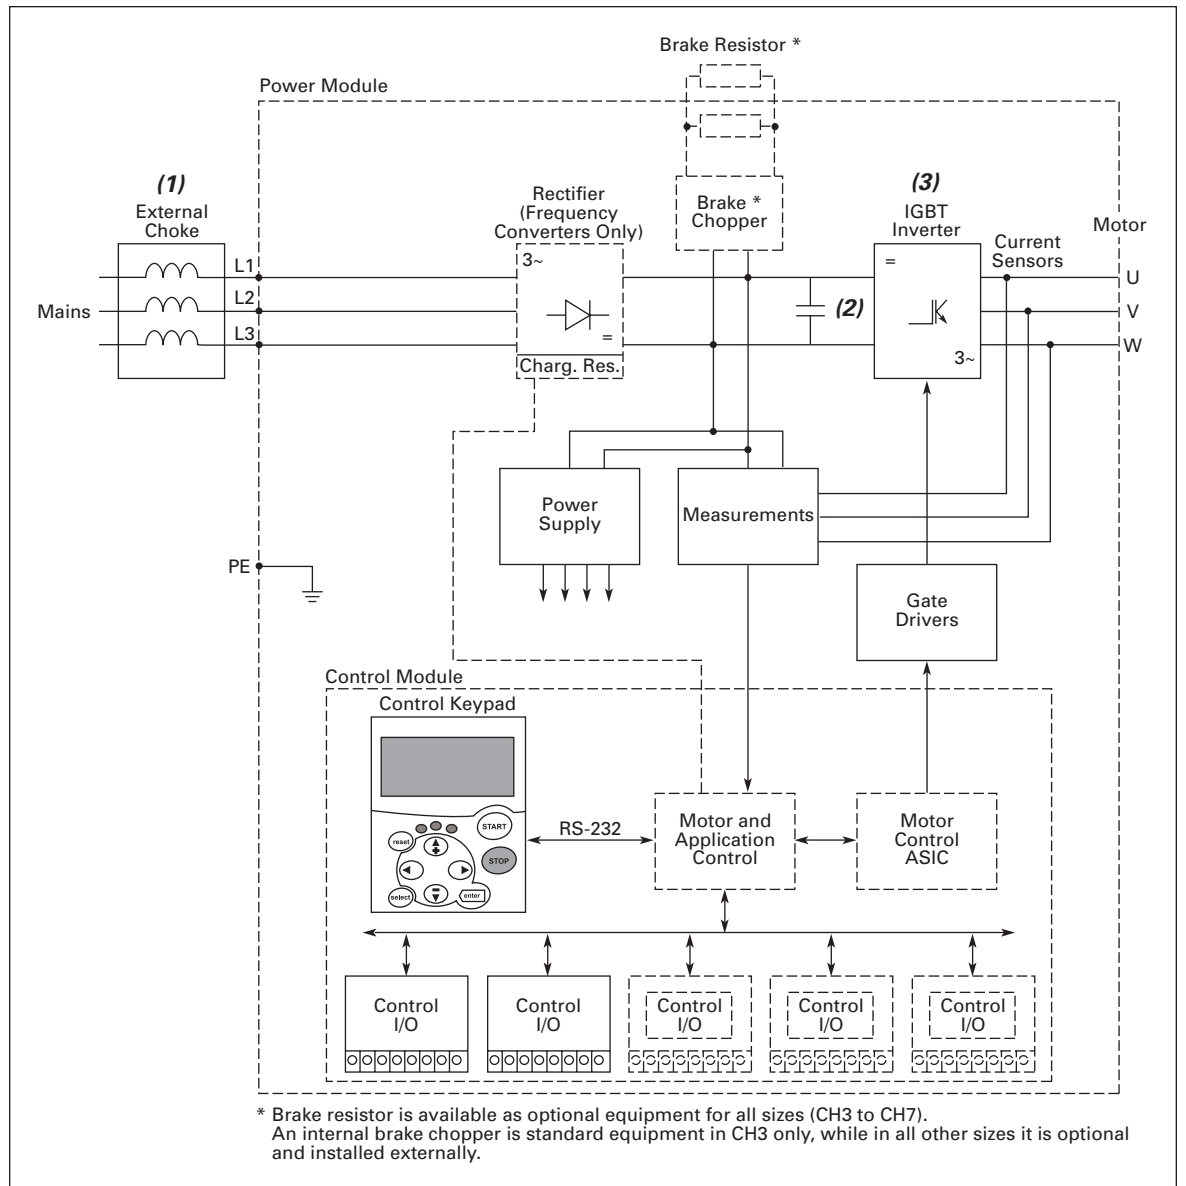 Brake Resistor *
Power Module
(1)
External
Choke
Rectifier
(Frequency
Converters Only)
Brake *
Chopper
(3)
IGBT
Inverter
Current
Sensors
Motor
3~
=
L1
L2
L3
Mains
(2)
=
3~
U
V
W
Charg. Res.
Power
Supply
Measurements
PE
Gate
Drivers
Control Module
Control Keypad
START
reset
STOP
select
enter
RS-232
Motor and
Application
Control
Motor
Control
ASIC
Control
I/O
Control
I/O
Control
I/O
Control
I/O
Control
I/O
* Brake resistor is available as optional equipment for all sizes (CH3 to CH7).
An internal brake chopper is standard equipment in CH3 only, while in all other sizes it is optional
and installed externally.